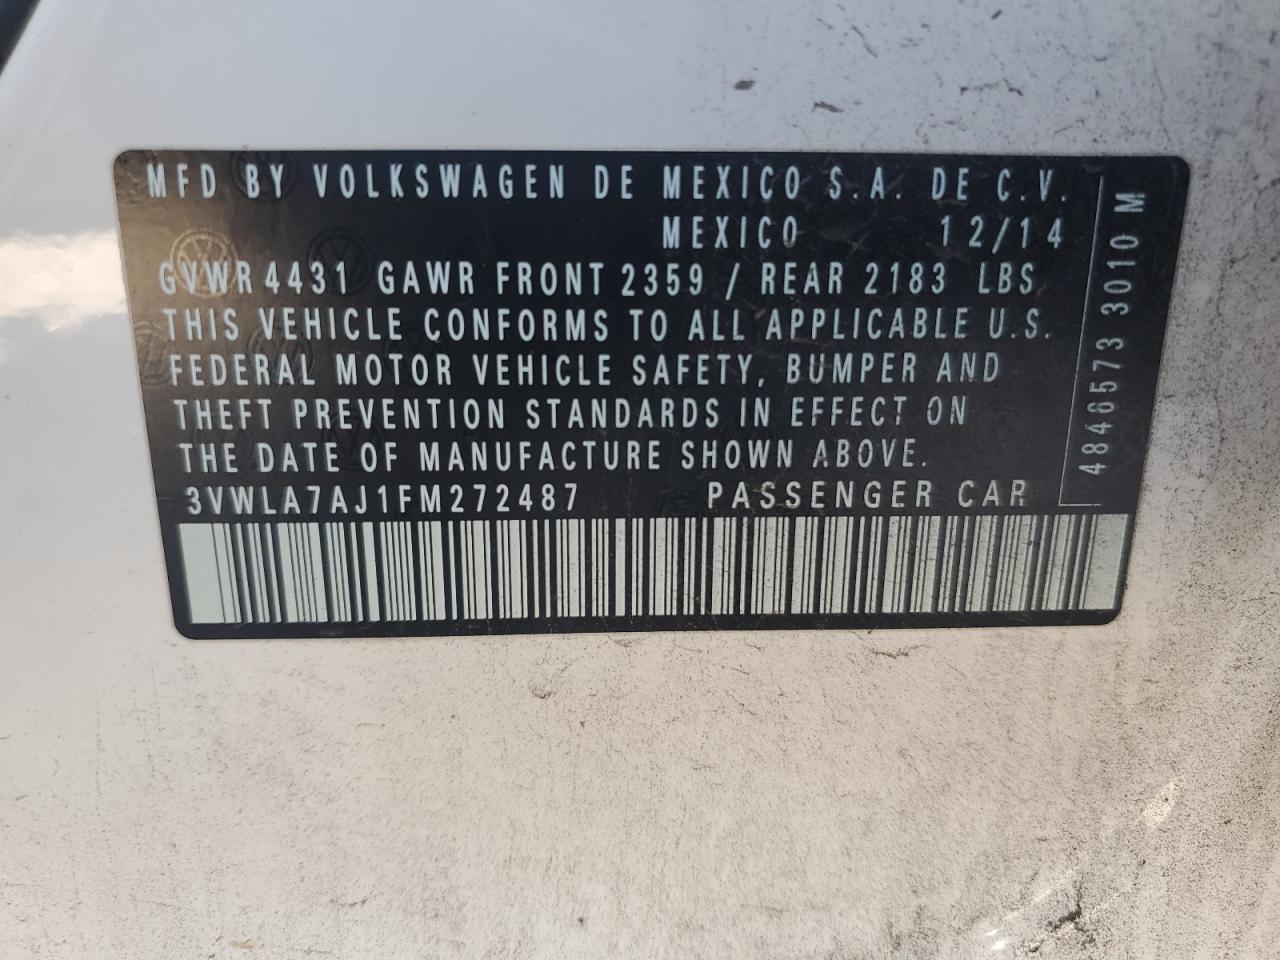 MFD BY VOLKSWAGEN DE MEXICO S.A. DE C.V.
MEXICO 12/14
GVWR 4431 GAWR FRONT 2359 / REAR 2183 LBS
THIS VEHICLE CONFORMS TO ALL APPLICABLE U.S.
FEDERAL MOTOR VEHICLE SAFETY, BUMPER AND
THEFT PREVENTION STANDARDS IN EFFECT ON
THE DATE OF MANUFACTURE SHOWN ABOVE.
3VWLA7AJ1FM272487 PASSENGER CAR
4846573 3010 M